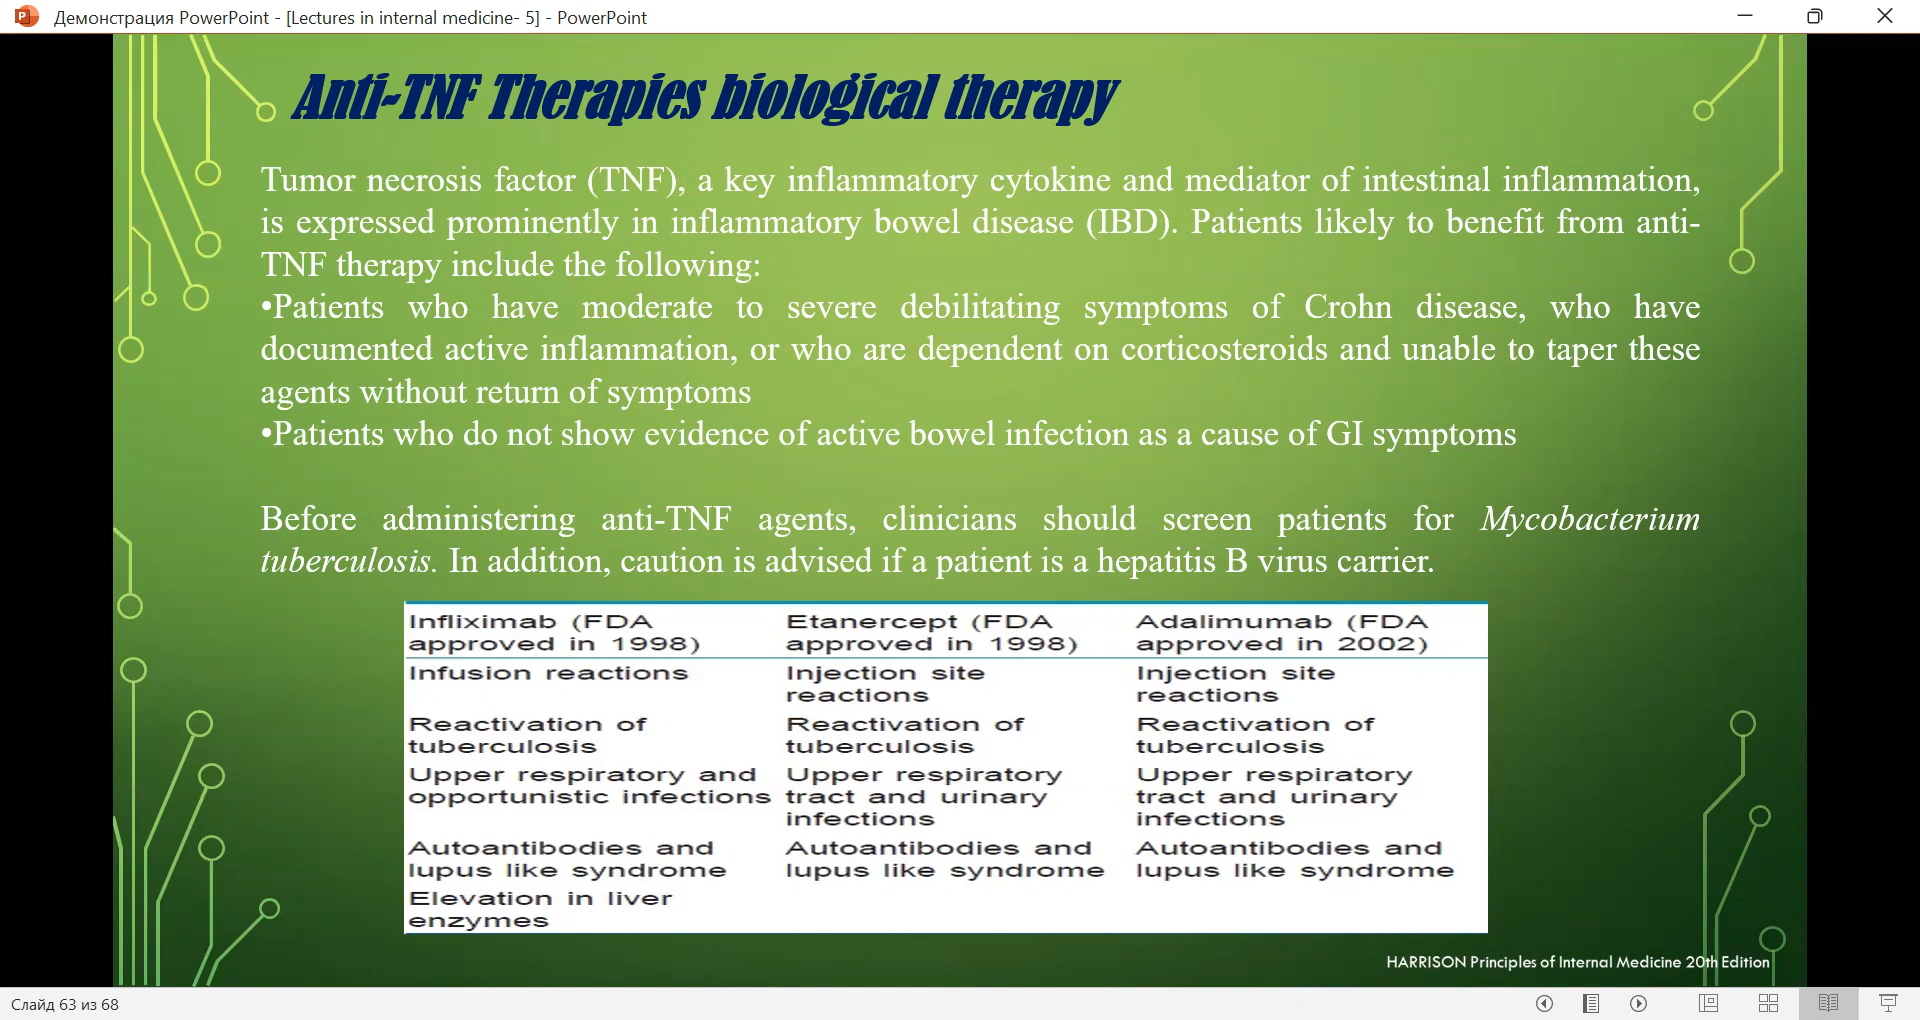 Демонстрация PowerPoint - [Lectures in internal medicine- 5] - PowerPoint
Anti-TNF Therapies biological therapy
Tumor necrosis factor (TNF), a key inflammatory cytokine and mediator of intestinal inflammation,
is expressed prominently in inflammatory bowel disease (IBD). Patients likely to benefit from anti-
TNF therapy include the following:
•Patients who have moderate to severe debilitating symptoms of Crohn disease, who have
documented active inflammation, or who are dependent on corticosteroids and unable to taper these
agents without return of symptoms
•Patients who do not show evidence of active bowel infection as a cause of GI symptoms
Before administering anti-TNF agents, clinicians should screen patients for Mycobacterium
tuberculosis. In addition, caution is advised if a patient is a hepatitis B virus carrier.
Infliximab (FDA Etanercept (FDA Adalimumab (FDA
approved in 1998) approved in 1998) approved in 2002)
Infusion reactions Injection site Injection site
reactions reactions
Reactivation of Reactivation of Reactivation of
tuberculosis tuberculosis tuberculosis
Upper respiratory and Upper respiratory Upper respiratory
opportunistic infections tract and urinary tract and urinary
infections infections
Autoantibodies and Autoantibodies and Autoantibodies and
lupus like syndrome lupus like syndrome lupus like syndrome
Elevation in liver
enzymes
HARRISON Principles of Internal Medicine 20th Edition
Слайд 63 из 68